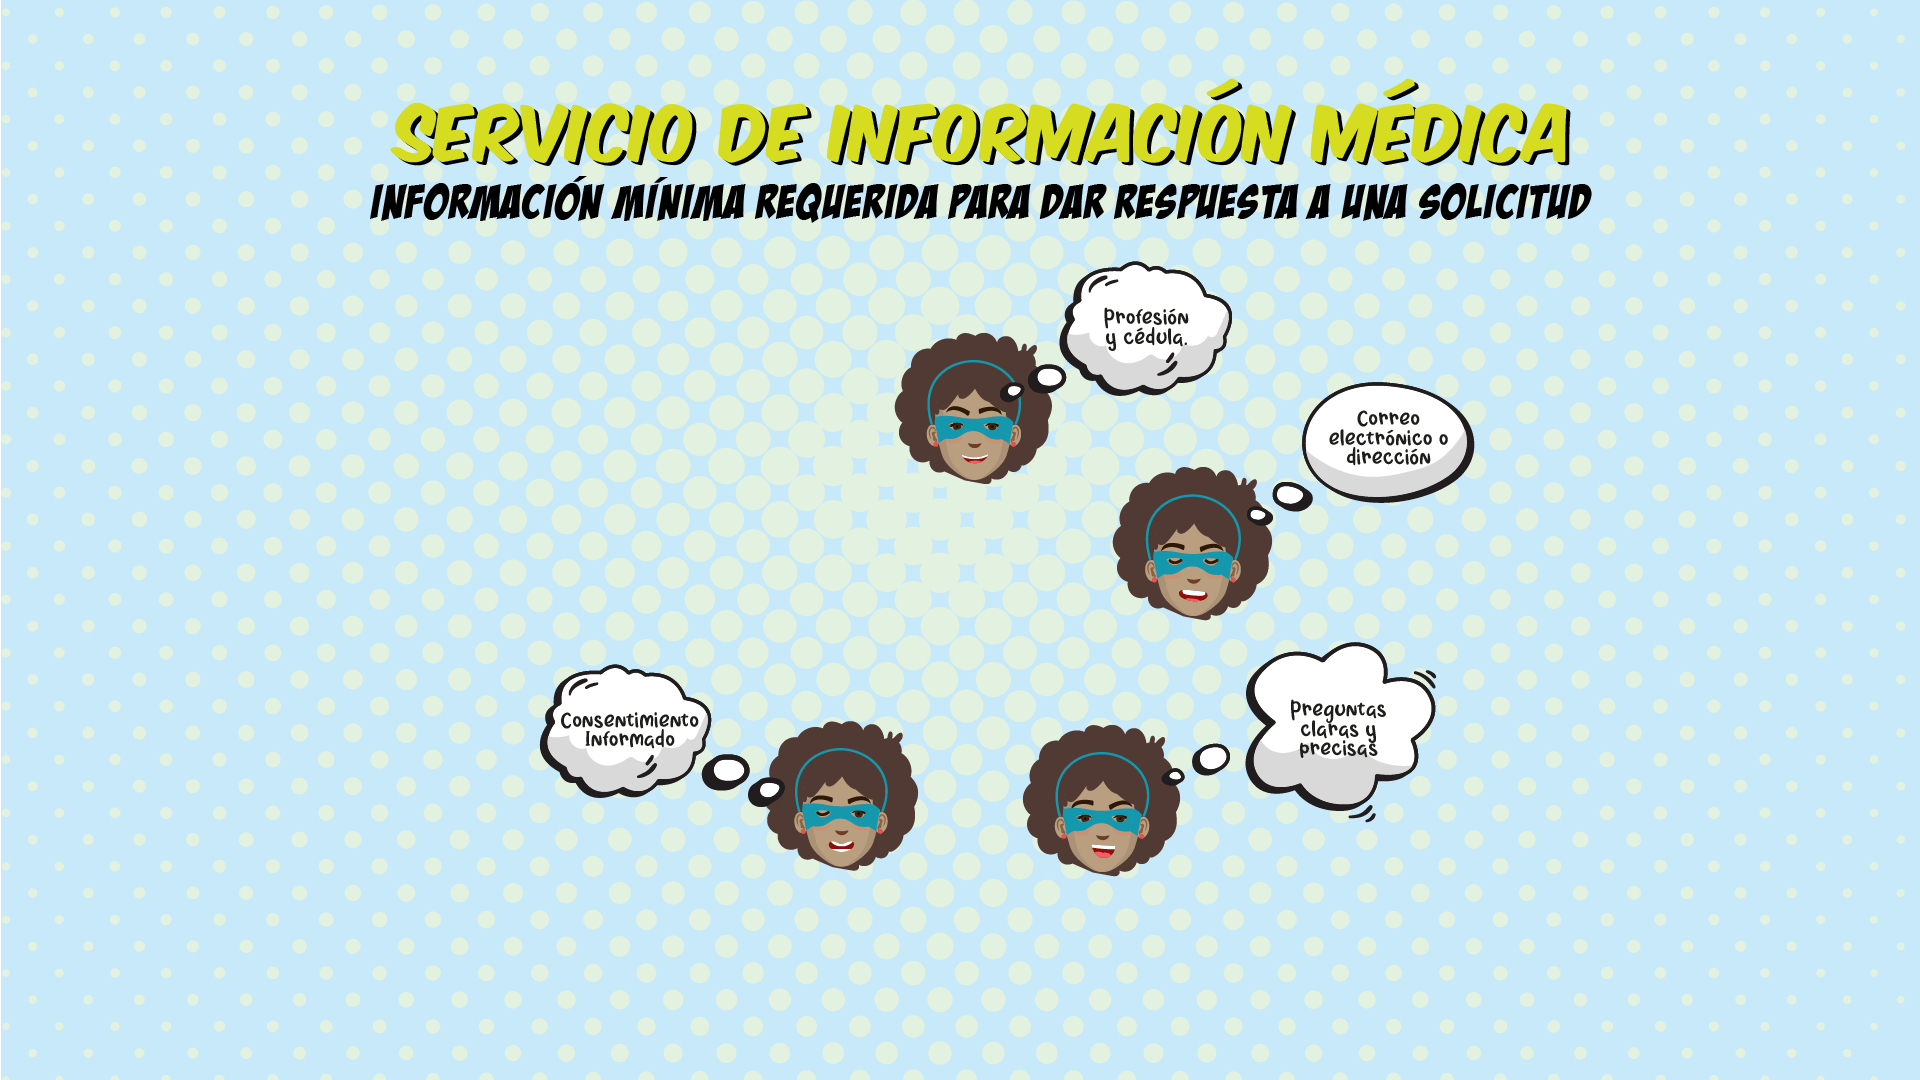 SERVICIO DE INFORMACIÓN MÉDICA
INFORMACIÓN MÍNIMA REQUERIDA PARA DAR RESPUESTA A UNA SOLICITUD
Profesión
y cédula.
Correo
electrónico o
dirección
Preguntas
claras y
precisas
Consentimiento
Informado